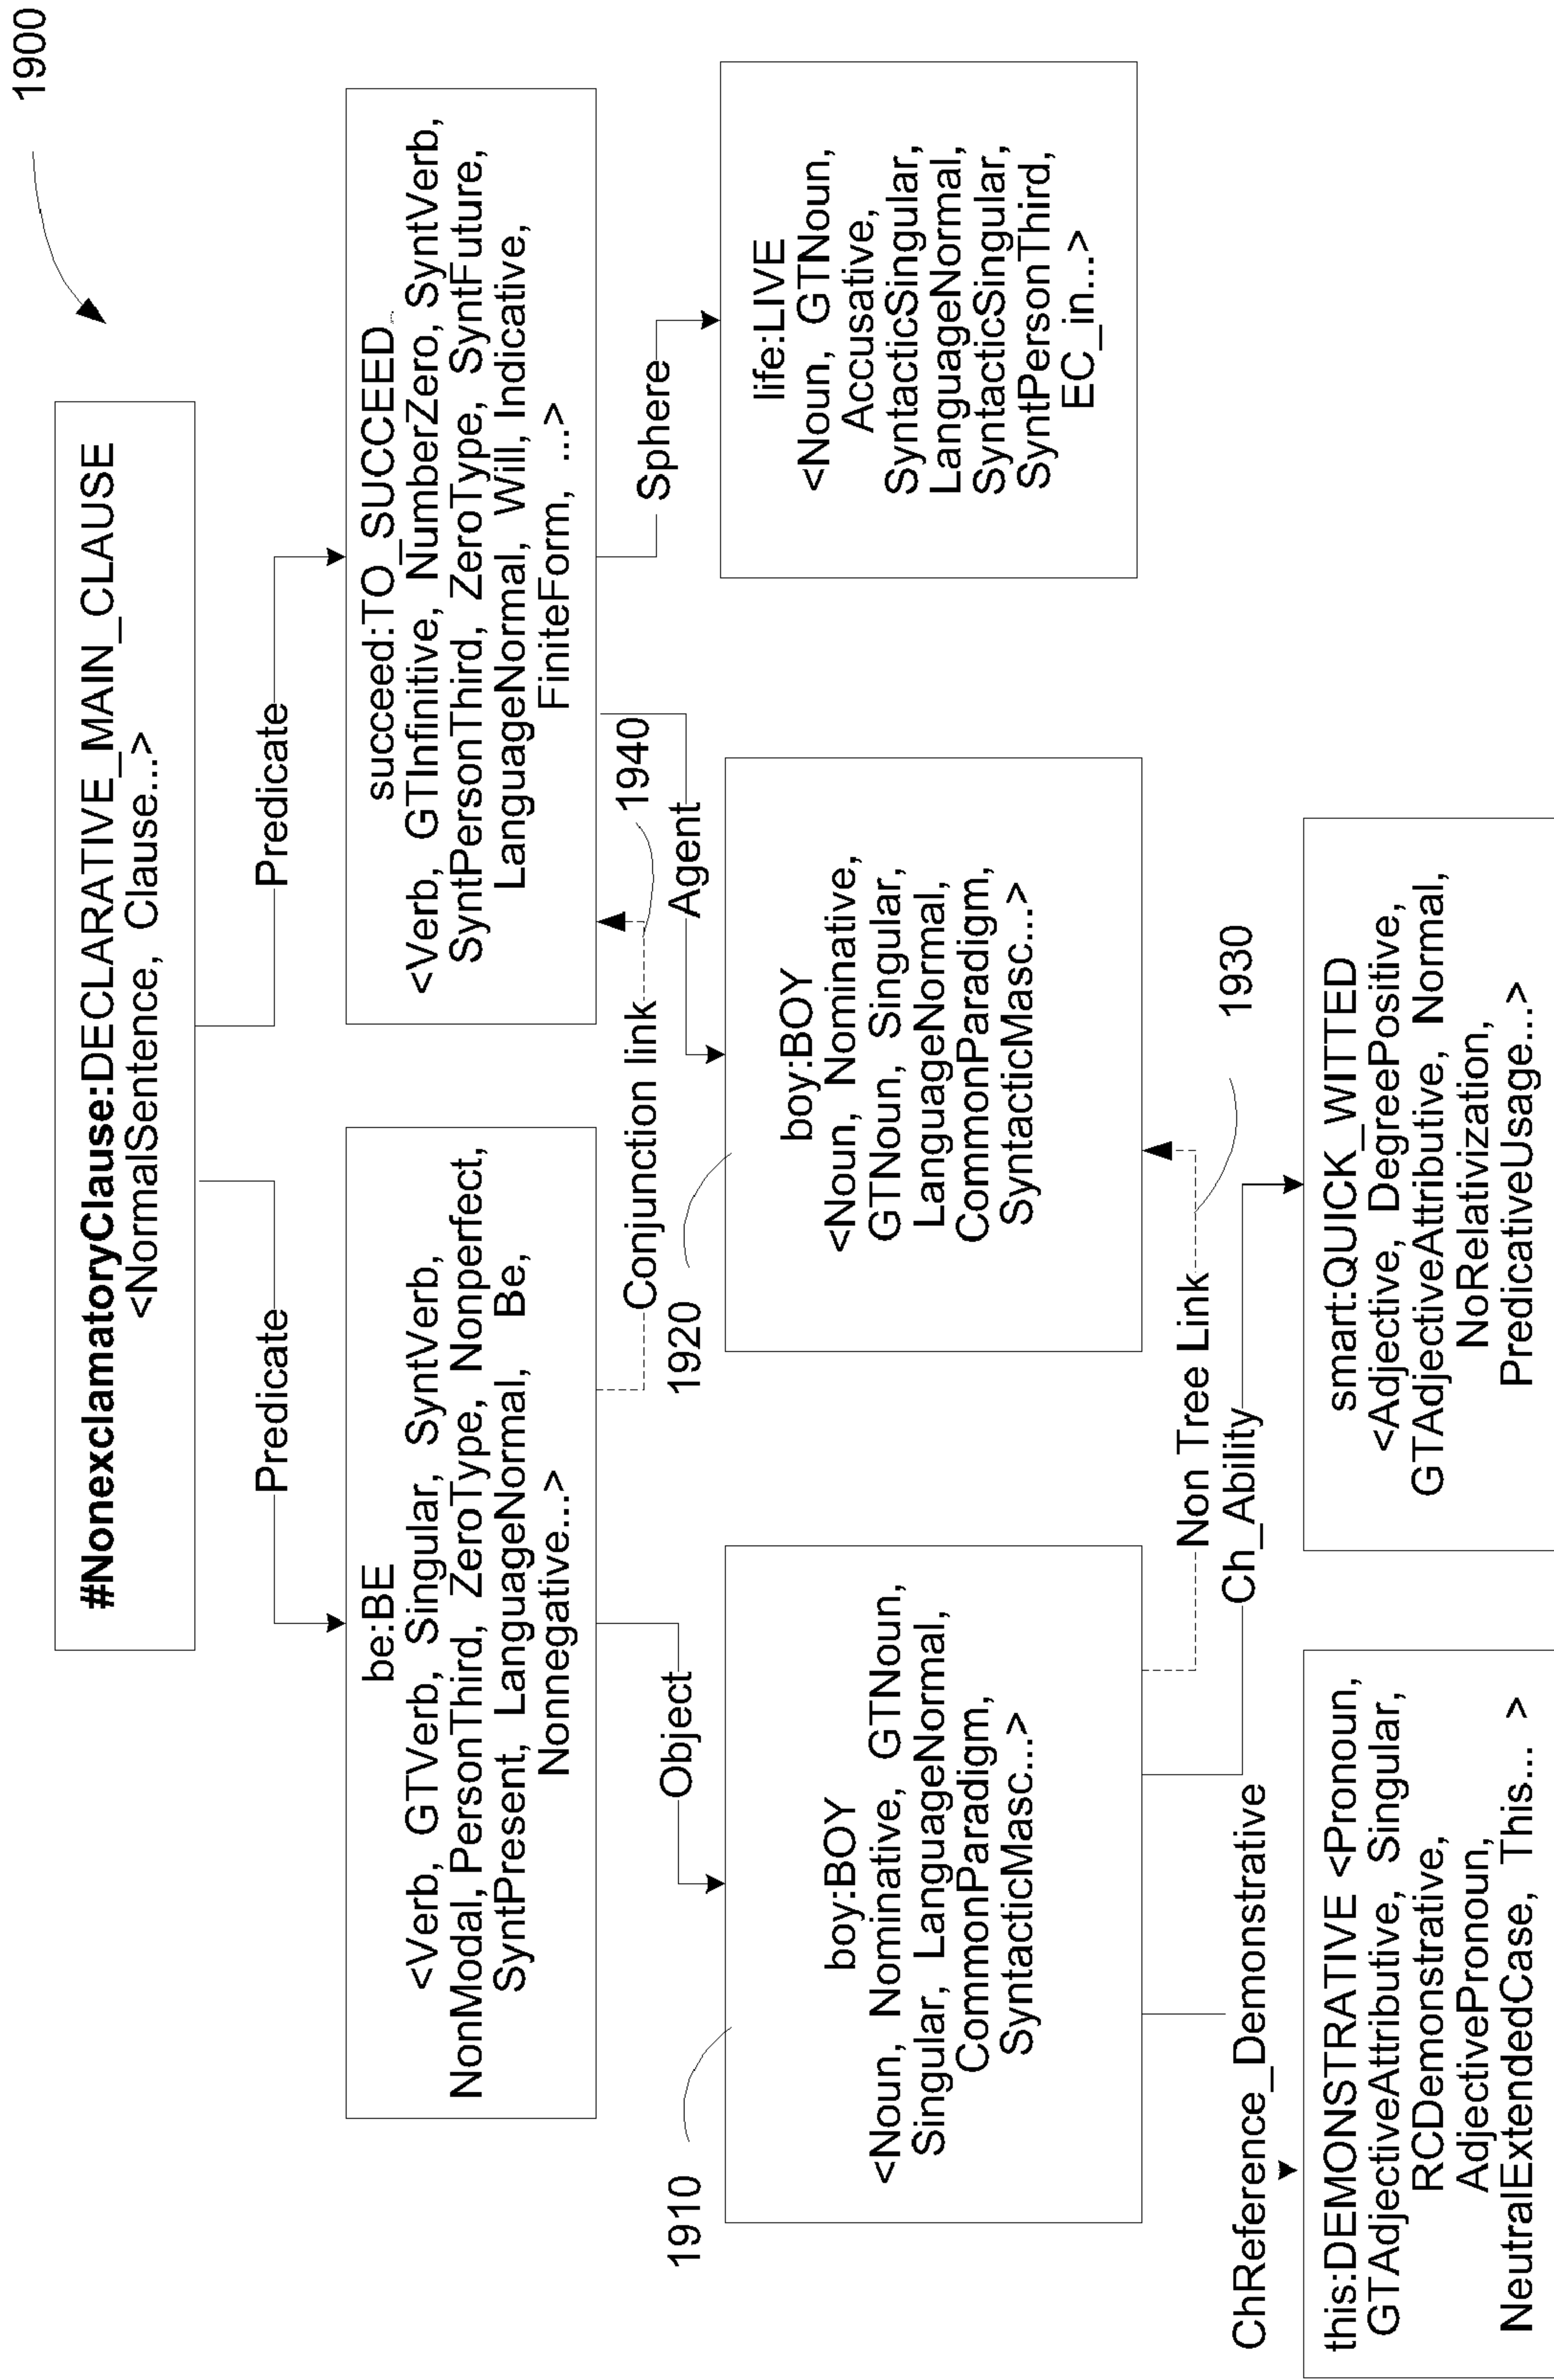 1900
#NonexclamatoryClause:DECLARATIVE_MAIN_CLAUSE
<NormalSentence, Clause...>
Predicate
Predicate
be:BE
<Verb, GTVerb, Singular, SyntVerb,
NonModal, PersonThird, ZeroType, Nonperfect,
SyntPresent, LanguageNormal, Be,
Nonnegative...>
succeed:TO_SUCCEED
<Verb, GTInfinitive, NumberZero, SyntVerb,
SyntPersonThird, ZeroType, SyntFuture,
LanguageNormal, Will, Indicative,
FiniteForm, ...>
Object
Conjunction link
1940
Agent
Sphere
1910
boy:BOY
<Noun, Nominative, GTNoun,
Singular, LanguageNormal,
CommonParadigm,
SyntacticMasc...>
1920
boy:BOY
<Noun, Nominative,
GTNoun, Singular,
LanguageNormal,
CommonParadigm,
SyntacticMasc...>
life:LIVE
<Noun, GTNoun,
Accusative,
SyntacticSingular,
LanguageNormal,
SyntacticSingular,
SyntPersonThird,
EC_in...>
Non Tree Link
1930
ChReference_Demonstrative
Ch_Ability
this:DEMONSTRATIVE <Pronoun,
GTAdjectiveAttributive, Singular,
RCDemonstrative,
AdjectivePronoun,
NeutralExtendedCase, This... >
smart:QUICK_WITTED
<Adjective, DegreePositive,
GTAdjectiveAttributive, Normal,
NoRelativization,
PredicativeUsage...>